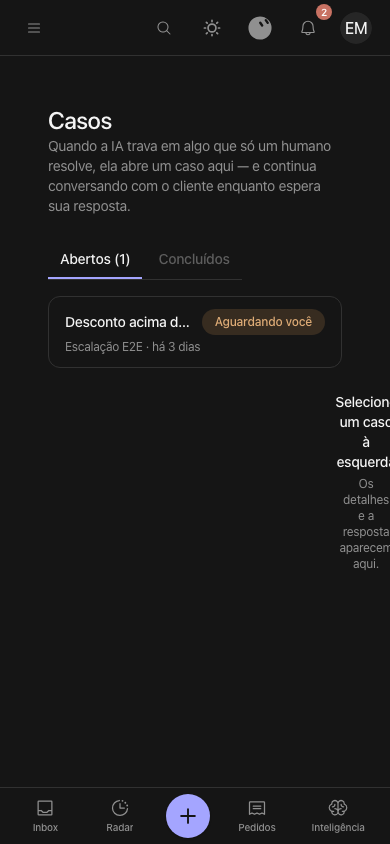 2
EM
Casos
Quando a IA trava em algo que só um humano
resolve, ela abre um caso aqui — e continua
conversando com o cliente enquanto espera
sua resposta.
Abertos (1) Concluídos
Desconto acima d... Aguardando você
Escalação E2E · há 3 dias
Selecion
um caso
à
esquerda
Os
detalhes
e a
resposta
aparecem
aqui.
Inbox Radar Pedidos Inteligência